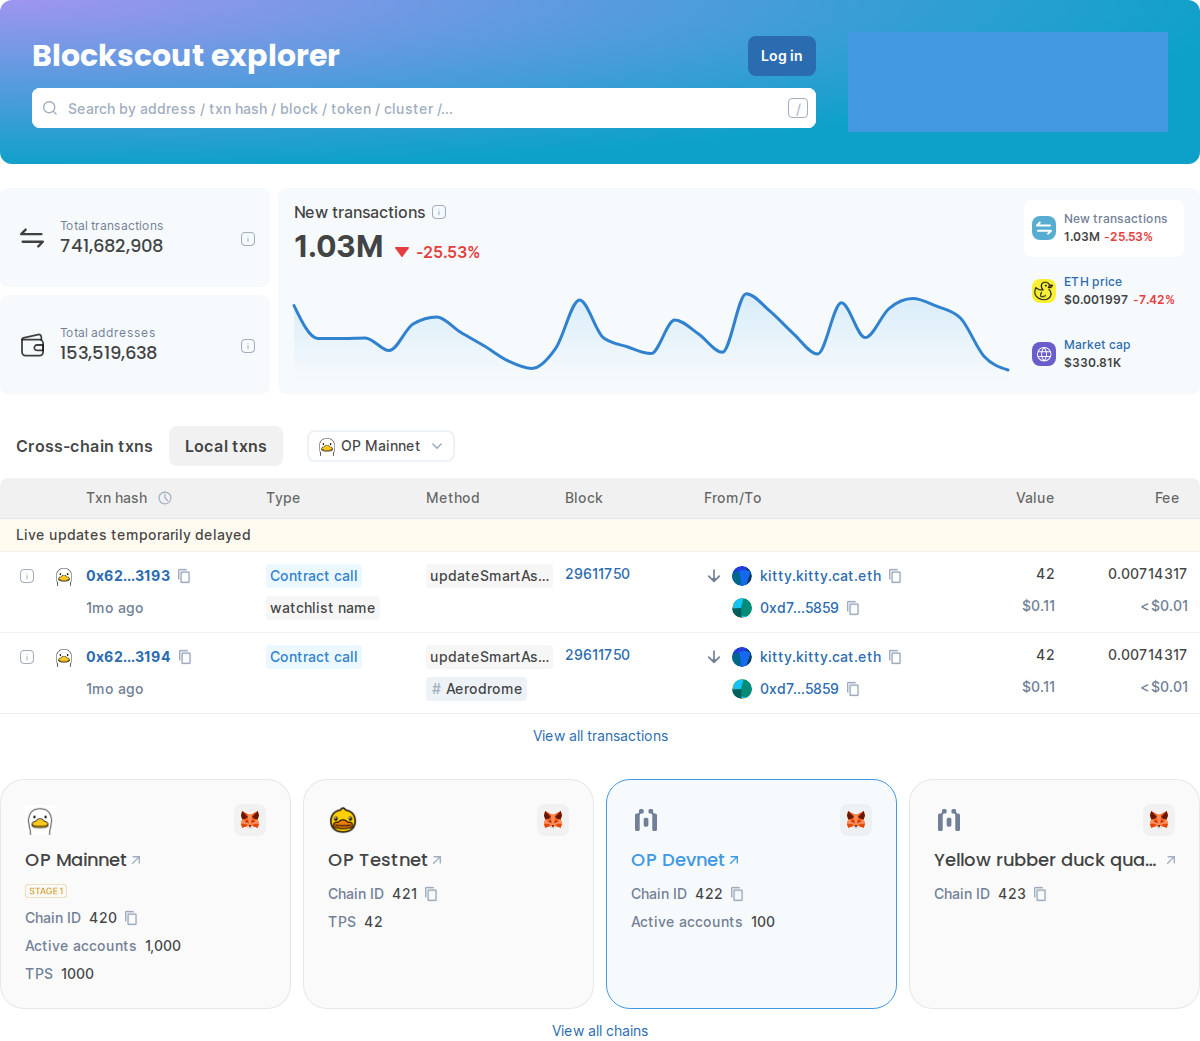 Blockscout explorer
Log in
Search by address / txn hash / block / token / cluster /...
/
Total transactions
741,682,908
Total addresses
153,519,638
New transactions
1.03M -25.53%
New transactions
1.03M -25.53%
ETH price
$0.001997 -7.42%
Market cap
$330.81K
Cross-chain txns
Local txns
OP Mainnet
Txn hash Type Method Block From/To Value Fee
Live updates temporarily delayed
0x62...3193 Contract call updateSmartAs... 29611750 kitty.kitty.cat.eth 42 0.00714317
1mo ago watchlist name 0xd7...5859 $0.11 <$0.01
0x62...3194 Contract call updateSmartAs... 29611750 kitty.kitty.cat.eth 42 0.00714317
1mo ago # Aerodrome 0xd7...5859 $0.11 <$0.01
View all transactions
OP Mainnet
STAGE 1
Chain ID 420
Active accounts 1,000
TPS 1000
OP Testnet
Chain ID 421
TPS 42
OP Devnet
Chain ID 422
Active accounts 100
Yellow rubber duck qua...
Chain ID 423
View all chains